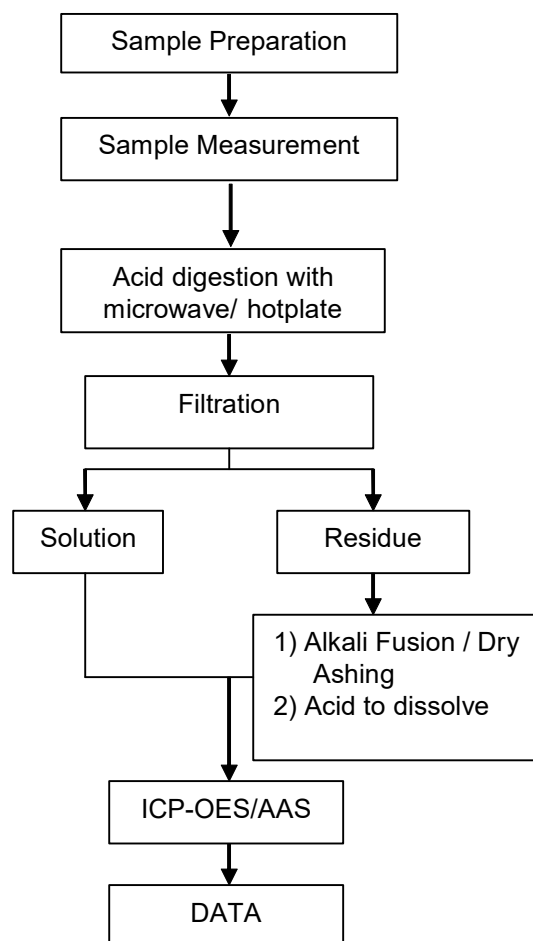 Sample Preparation
Sample Measurement
Acid digestion with
microwave/ hotplate
Filtration
Solution
Residue
1) Alkali Fusion / Dry
Ashing
2) Acid to dissolve
ICP-OES/AAS
DATA